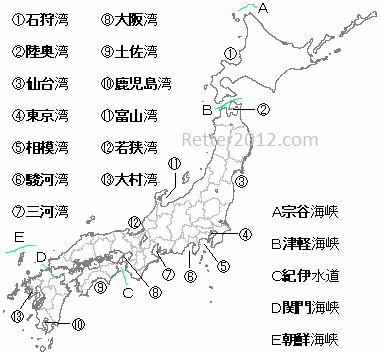 ①石狩湾 ⑧大阪湾
②陸奥湾 ⑨土佐湾
③仙台湾 ⑩鹿児島湾
④東京湾 ⑪富山湾
⑤相模湾 ⑫若狭湾
⑥駿河湾 ⑬大村湾
⑦三河湾
A
①
B
②
Retter2012.com
⑪
③
⑫
E
D
④
⑬
⑨
C
⑧
⑦
⑥
⑤
⑩
A宗谷海峡
B津軽海峡
C紀伊水道
D関門海峡
E朝鮮海峡